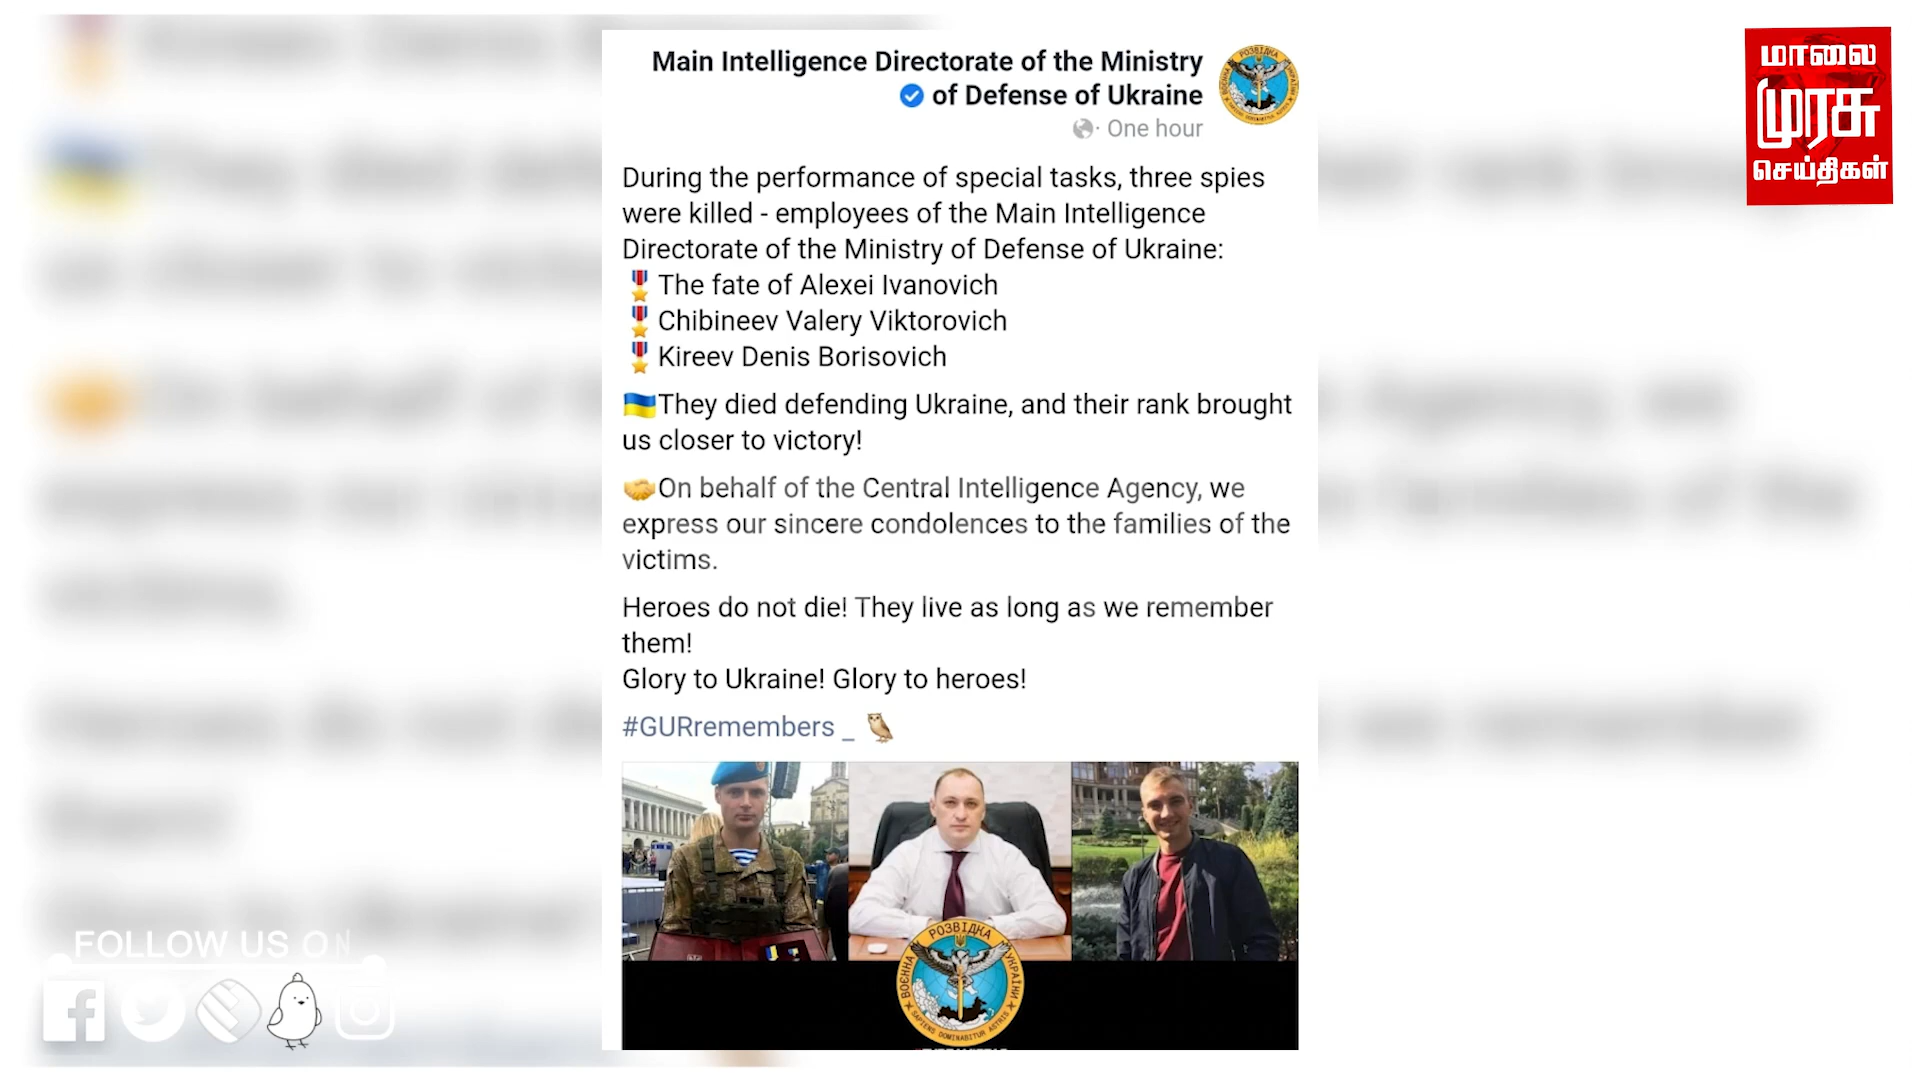 Main Intelligence Directorate of the Ministry
of Defense of Ukraine
· One hour
During the performance of special tasks, three spies
were killed - employees of the Main Intelligence
Directorate of the Ministry of Defense of Ukraine:
The fate of Alexei Ivanovich
Chibineev Valery Viktorovich
Kireev Denis Borisovich
They died defending Ukraine, and their rank brought
us closer to victory!
On behalf of the Central Intelligence Agency, we
express our sincere condolences to the families of the
victims.
Heroes do not die! They live as long as we remember
them!
Glory to Ukraine! Glory to heroes!
#GURremembers _
ВОЄННА РОЗВІДКА УКРАЇНИ
SAPIENS DOMINABITUR ASTRIS
மாலை
முரசு
செய்திகள்
FOLLOW US ON